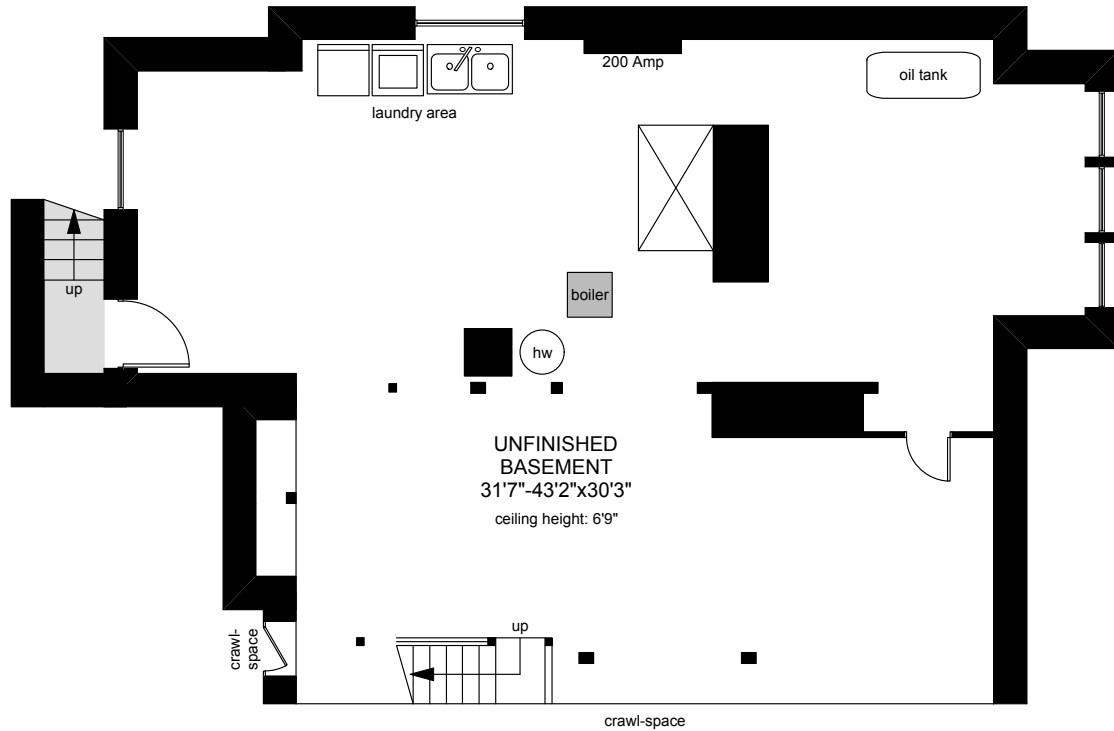 200 Amp
oil tank
laundry area
up
boiler
hw
UNFINISHED
BASEMENT
31'7"-43'2"x30'3"
ceiling height: 6'9"
up
crawl-
space
crawl-space